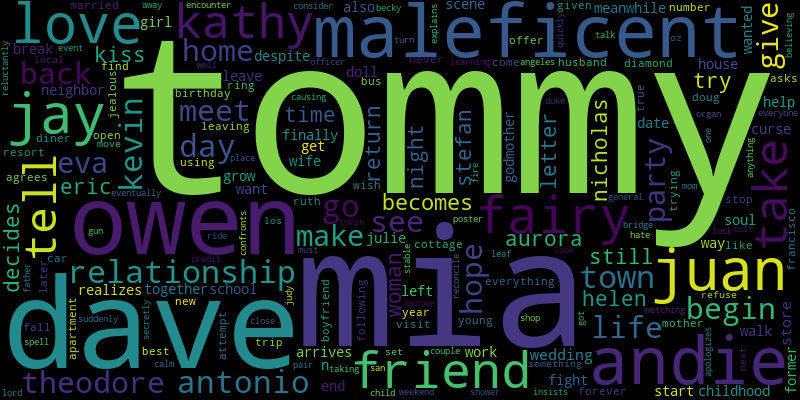 married away encounter
girl
consider becky
also
explains
scene given
quickly
meanwhile
number
talk oz
believing
love
kathy
maleficent
give
local
break
event
kiss
home
despite
officer
never
learning
turn
come
offer
angeles
husband
wanted
diamond
house
asks
reluctantly
back
find
neighbor
jealous
leave
ring
doll
bus
try
doug
true
organ
one
duke
mom
everyone
help
jay
kevin
meet
birthday
leaving
time
tommy
return
night
stefan
godmother
letter
nicholas
date
curse
diner
open
move
day
causing
finally
get
wife
using
place
well
resort
tell
eva
agrees
eric
grow
want
ruth
wish
fire
becomes
party
trying
stop
soul
anything
take
decides
owen
los
go
see
fairy
juan
general
bridge
hate
way
like
lock
cult
francisco
eventually
gun
ride
confronts
tobin
poster
make
julie
cottage
aurora
still
town
father
later
car
relationship
credit
must
stable
become
woman
hope
leaf
look
everything
helen
refuse
begin
store
realizes
together
school
judy
boyfriend
following
mia
left
year
visit
reconcile
young
shop
got
life
mother
watching
walk
dave
apartment
new
suddenly
secretly
attempt
close
fall
spell
best
calm
trip
pair
arrives
n
set
couple
work
wedding
something
andie
apologizes
next
former
lord
theodore
antonio
end
taking
san
child
friend
weekend
shower
insists
fight
forever
start
childhood